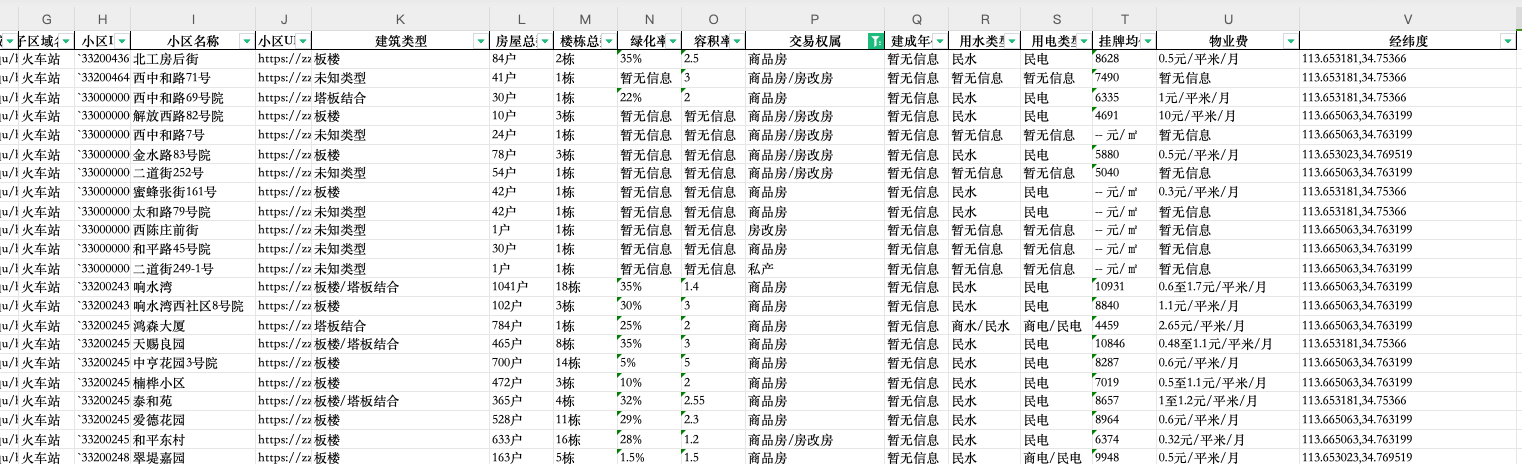 G H I J K L M N O P Q R S T U V
子区域名 小区I 小区名称 小区U 建筑类型 房屋总 楼栋总 绿化率 容积率 交易权属 建成年 用水类型 用电类型 挂牌均 物业费 经纬度
qu/l 火车站 `33200436 北工房后街 https://zz 板楼 84户 2栋 35% 2.5 商品房 暂无信息 民水 民电 8628 0.5元/平米/月 113.653181,34.75366
qu/l 火车站 `33200464 西中和路71号 https://zz 未知类型 41户 1栋 暂无信息 3 商品房/房改房 暂无信息 民水 民电 7490 暂无信息 113.653181,34.75366
qu/l 火车站 `33000000 西中和路69号院 https://zz 塔板结合 30户 1栋 22% 2 商品房 暂无信息 民水 民电 6335 1元/平米/月 113.653181,34.75366
qu/l 火车站 `33000000 解放西路82号院 https://zz 板楼 10户 3栋 暂无信息 暂无信息 商品房/房改房 暂无信息 民水 民电 4691 10元/平米/月 113.665063,34.763199
qu/l 火车站 `33000000 西中和路7号 https://zz 未知类型 24户 1栋 暂无信息 暂无信息 商品房/房改房 暂无信息 暂无信息 暂无信息 -- 元/㎡ 暂无信息 113.665063,34.763199
qu/l 火车站 `33000000 金水路83号院 https://zz 板楼 78户 3栋 暂无信息 暂无信息 商品房/房改房 暂无信息 民水 民电 5880 0.5元/平米/月 113.653023,34.769519
qu/l 火车站 `33000000 二道街252号 https://zz 未知类型 54户 1栋 暂无信息 暂无信息 商品房/房改房 暂无信息 暂无信息 暂无信息 5040 暂无信息 113.665063,34.763199
qu/l 火车站 `33000000 蜜蜂张街161号 https://zz 板楼 42户 1栋 暂无信息 暂无信息 商品房 暂无信息 民水 民电 -- 元/㎡ 0.3元/平米/月 113.653181,34.75366
qu/l 火车站 `33000000 太和路79号院 https://zz 未知类型 42户 1栋 暂无信息 暂无信息 商品房 暂无信息 民水 民电 -- 元/㎡ 暂无信息 113.653181,34.75366
qu/l 火车站 `33000000 西陈庄前街 https://zz 未知类型 1户 1栋 暂无信息 暂无信息 房改房 暂无信息 暂无信息 暂无信息 -- 元/㎡ 暂无信息 113.665063,34.763199
qu/l 火车站 `33000000 和平路45号院 https://zz 未知类型 30户 1栋 暂无信息 暂无信息 商品房 暂无信息 暂无信息 暂无信息 -- 元/㎡ 暂无信息 113.665063,34.763199
qu/l 火车站 `33000000 二道街249-1号 https://zz 未知类型 1户 1栋 暂无信息 暂无信息 私产 暂无信息 暂无信息 暂无信息 -- 元/㎡ 暂无信息 113.665063,34.763199
qu/l 火车站 `33200243 响水湾 https://zz 板楼/塔板结合 1041户 18栋 35% 1.4 商品房 暂无信息 民水 民电 10931 0.6至1.7元/平米/月 113.665063,34.763199
qu/l 火车站 `33200243 响水湾西社区8号院 https://zz 板楼 102户 3栋 30% 3 商品房 暂无信息 民水 民电 8840 1.1元/平米/月 113.665063,34.763199
qu/l 火车站 `33200245 鸿森大厦 https://zz 塔板结合 784户 1栋 25% 2 商品房 暂无信息 商水/民水 商电/民电 4459 2.65元/平米/月 113.665063,34.763199
qu/l 火车站 `33200245 天赐良园 https://zz 板楼/塔板结合 465户 8栋 35% 3 商品房 暂无信息 民水 民电 10846 0.48至1.1元/平米/月 113.653181,34.75366
qu/l 火车站 `33200245 中亨花园3号院 https://zz 板楼 700户 14栋 5% 5 商品房 暂无信息 民水 民电 8287 0.6元/平米/月 113.665063,34.763199
qu/l 火车站 `33200245 楠桦小区 https://zz 板楼 472户 3栋 10% 2 商品房 暂无信息 民水 民电 7019 0.5至1.1元/平米/月 113.665063,34.763199
qu/l 火车站 `33200245 泰和苑 https://zz 板楼/塔板结合 365户 4栋 32% 2.55 商品房 暂无信息 民水 民电 8657 1至1.2元/平米/月 113.653181,34.75366
qu/l 火车站 `33200245 爱德花园 https://zz 板楼 528户 11栋 29% 2.3 商品房 暂无信息 民水 民电 8964 0.6元/平米/月 113.665063,34.763199
qu/l 火车站 `33200245 和平东村 https://zz 板楼 633户 16栋 28% 1.2 商品房/房改房 暂无信息 民水 民电 6374 0.32元/平米/月 113.665063,34.763199
qu/l 火车站 `33200248 翠堤嘉园 https://zz 板楼 163户 5栋 1.5% 1.5 商品房 暂无信息 民水 商电/民电 9948 0.5元/平米/月 113.653023,34.769519